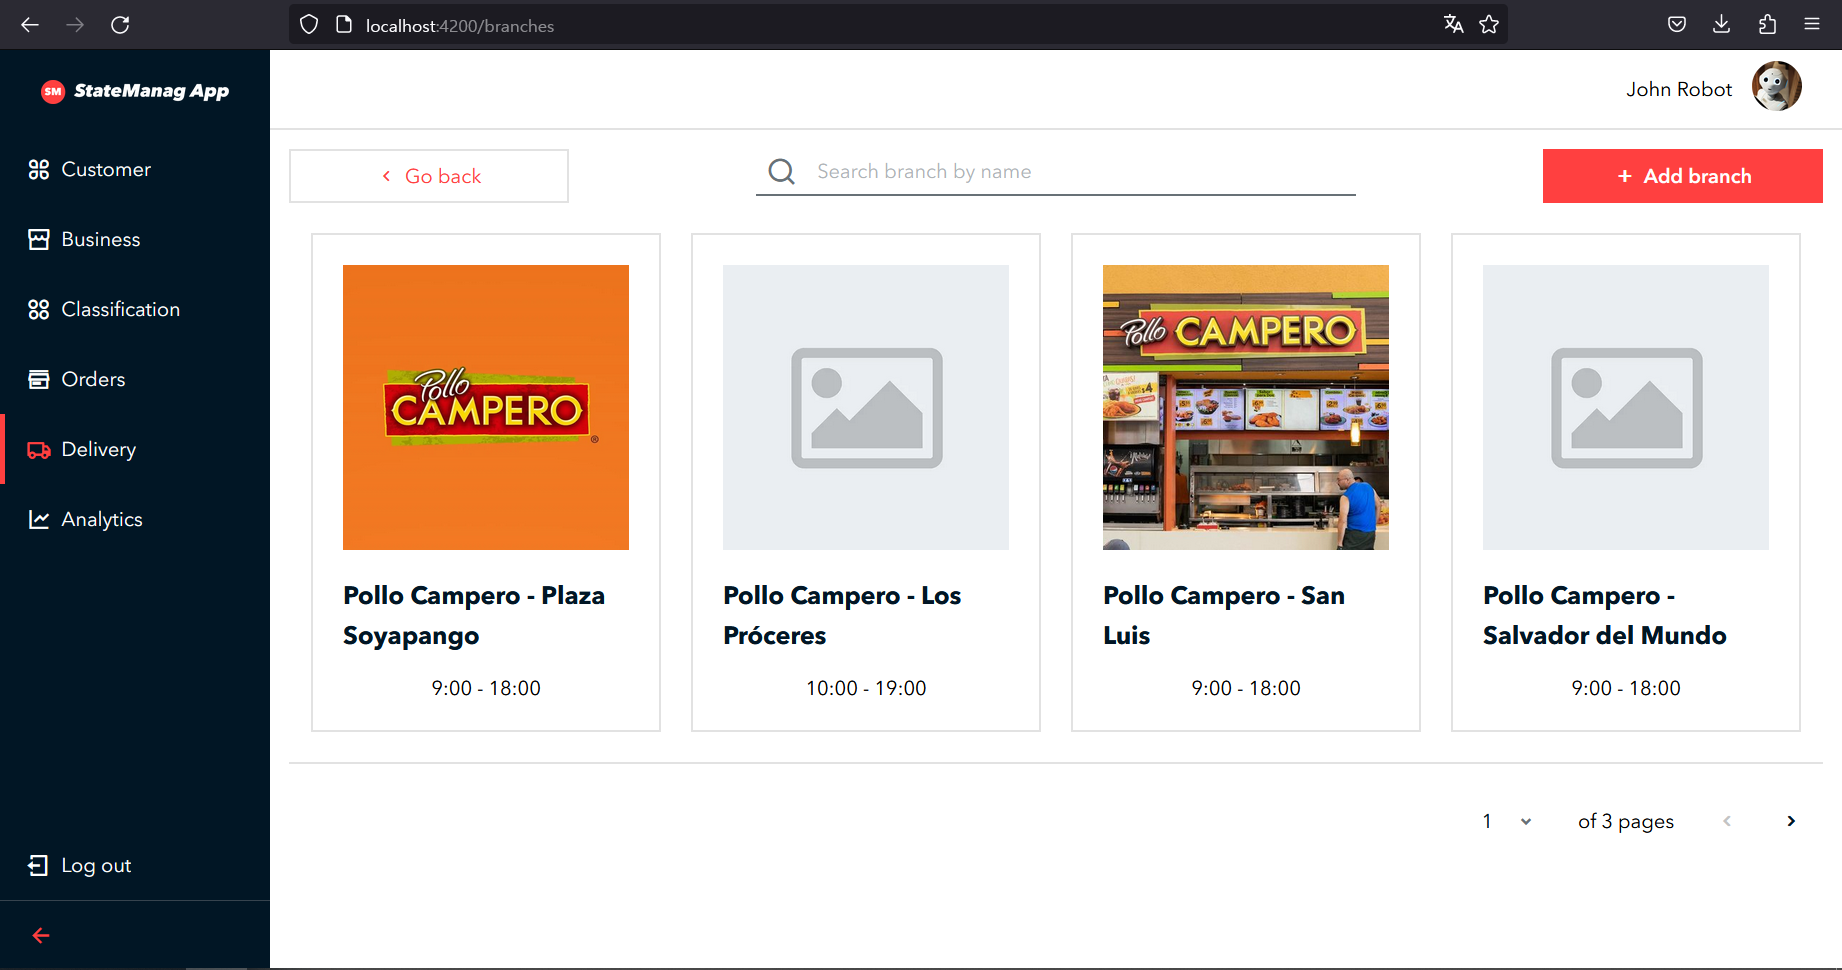 localhost:4200/branches
SM StateManag App
John Robot
Customer
Business
Classification
Orders
Delivery
Analytics
Log out
Go back
Search branch by name
+ Add branch
Pollo
CAMPERO
®
Pollo Campero - Plaza
Soyapango
9:00 - 18:00
Pollo Campero - Los
Próceres
10:00 - 19:00
Pollo CAMPERO
Pollo Campero - San
Luis
9:00 - 18:00
Pollo Campero -
Salvador del Mundo
9:00 - 18:00
1
of 3 pages